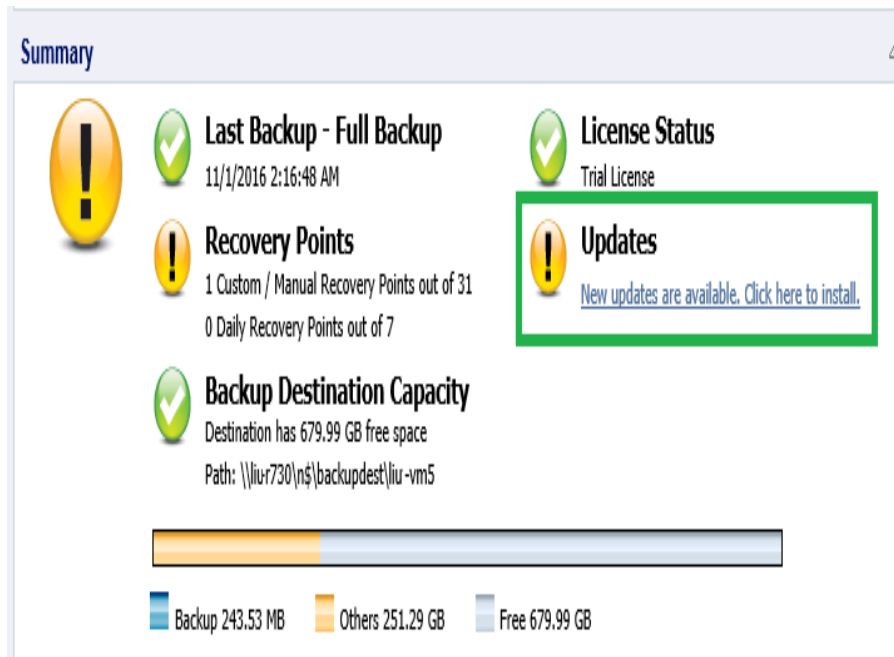 Summary
Last Backup - Full Backup
11/1/2016 2:16:48 AM
License Status
Trial License
Recovery Points
1 Custom / Manual Recovery Points out of 31
0 Daily Recovery Points out of 7
Updates
New updates are available. Click here to install.
Backup Destination Capacity
Destination has 679.99 GB free space
Path: \\liu-r730\n$\backupdest\liu-vm5
Backup 243.53 MB
Others 251.29 GB
Free 679.99 GB